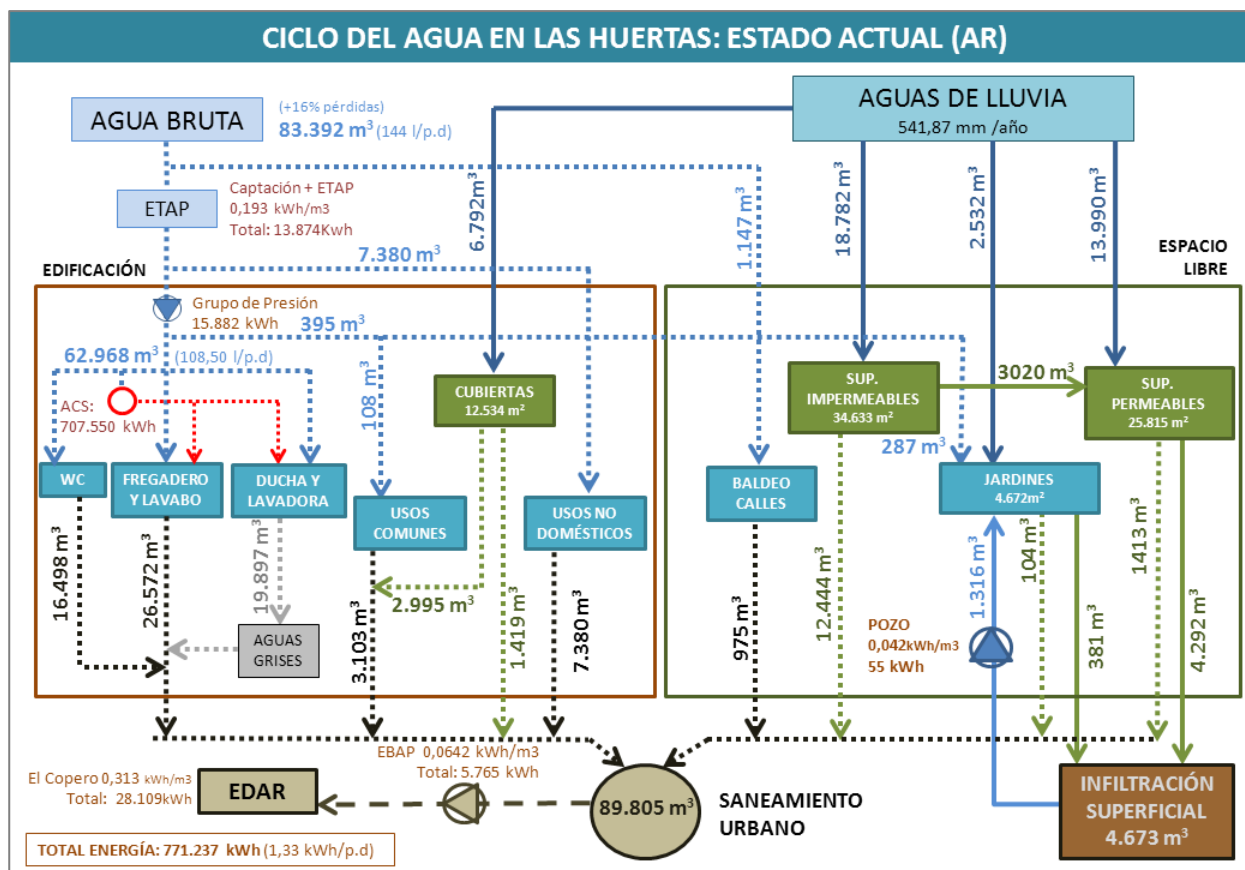 CICLO DEL AGUA EN LAS HUERTAS: ESTADO ACTUAL (AR)
AGUA BRUTA
(+16% pérdidas)
83.392 m³ (144 l/p.d)
AGUAS DE LLUVIA
541,87 mm /año
ETAP
Captación + ETAP
0,193 kWh/m3
Total: 13.874Kwh
6.792m³
1.147m³
18.782 m³
2.532 m³
13.990 m³
7.380 m³
EDIFICACIÓN
ESPACIO
LIBRE
Grupo de Presión
15.882 kWh
395 m³
62.968 m³ (108,50 l/p.d)
ACS:
707.550 kWh
108 m³
CUBIERTAS
12.534 m²
SUP.
IMPERMEABLES
34.633 m²
3020 m³
SUP.
PERMEABLES
25.815 m²
287 m³
WC
FREGADERO
Y LAVABO
DUCHA Y
LAVADORA
USOS
COMUNES
USOS NO
DOMÉSTICOS
BALDEO
CALLES
JARDINES
4.672m²
16.498 m³
26.572 m³
19.897 m³
AGUAS
GRISES
2.995 m³
3.103 m³
1.419 m³
7.380 m³
975 m³
12.444 m³
1.316 m³
104 m³
381 m³
1413 m³
4.292 m³
POZO
0,042kWh/m3
55 kWh
EBAP 0,0642 kWh/m3
Total: 5.765 kWh
El Copero 0,313 kWh/m3
Total: 28.109kWh
EDAR
89.805 m³
SANEAMIENTO
URBANO
INFILTRACIÓN
SUPERFICIAL
4.673 m³
TOTAL ENERGÍA: 771.237 kWh (1,33 kWh/p.d)